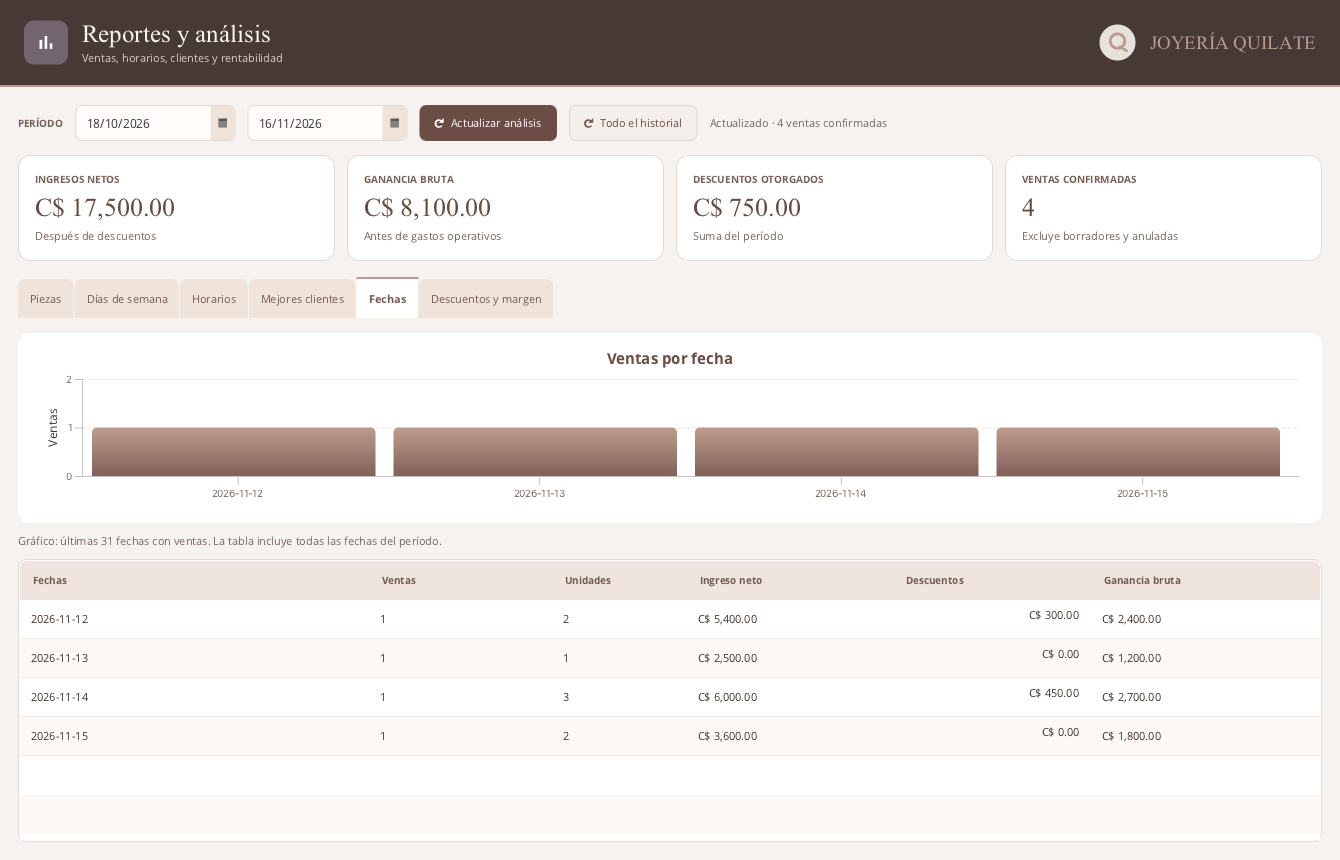 Reportes y análisis
Ventas, horarios, clientes y rentabilidad
Q
JOYERÍA QUILATE
PERÍODO 18/10/2026 16/11/2026 Actualizar análisis Todo el historial Actualizado · 4 ventas confirmadas
INGRESOS NETOS
C$ 17,500.00
Después de descuentos
GANANCIA BRUTA
C$ 8,100.00
Antes de gastos operativos
DESCUENTOS OTORGADOS
C$ 750.00
Suma del período
VENTAS CONFIRMADAS
4
Excluye borradores y anuladas
Piezas Días de semana Horarios Mejores clientes Fechas Descuentos y margen
Ventas por fecha
Ventas
2
1
0
2026-11-12 2026-11-13 2026-11-14 2026-11-15
Gráfico: últimas 31 fechas con ventas. La tabla incluye todas las fechas del período.
Fechas Ventas Unidades Ingreso neto Descuentos Ganancia bruta
2026-11-12 1 2 C$ 5,400.00 C$ 300.00 C$ 2,400.00
2026-11-13 1 1 C$ 2,500.00 C$ 0.00 C$ 1,200.00
2026-11-14 1 3 C$ 6,000.00 C$ 450.00 C$ 2,700.00
2026-11-15 1 2 C$ 3,600.00 C$ 0.00 C$ 1,800.00